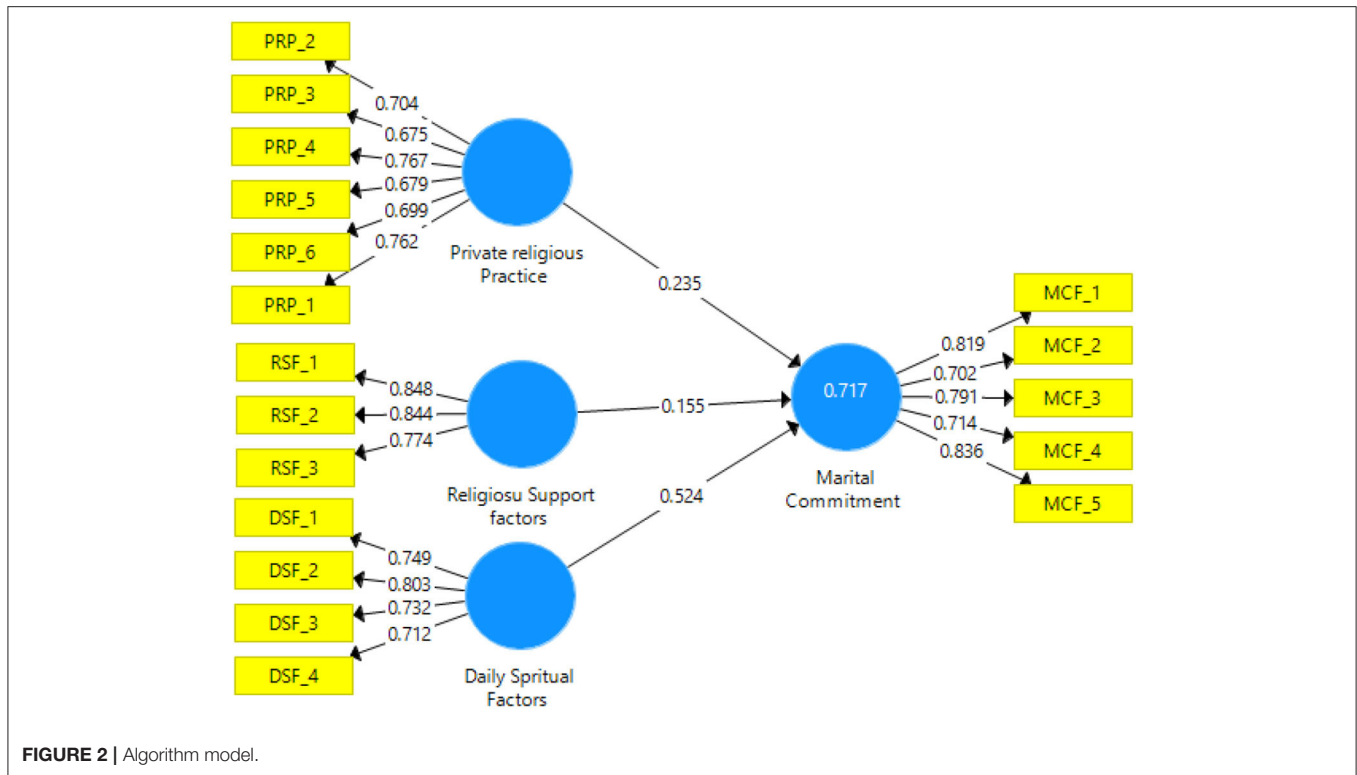 PRP_2
PRP_3
PRP_4
PRP_5
PRP_6
PRP_1
0.704
0.675
0.767
0.679
0.699
0.762
Private religious
Practice
RSF_1
RSF_2
RSF_3
0.848
0.844
0.774
Religiosu Support
factors
DSF_1
DSF_2
DSF_3
DSF_4
0.749
0.803
0.732
0.712
Daily Spritual
Factors
0.235
0.155
0.524
0.717
Marital
Commitment
0.819
0.702
0.791
0.714
0.836
MCF_1
MCF_2
MCF_3
MCF_4
MCF_5
FIGURE 2 | Algorithm model.